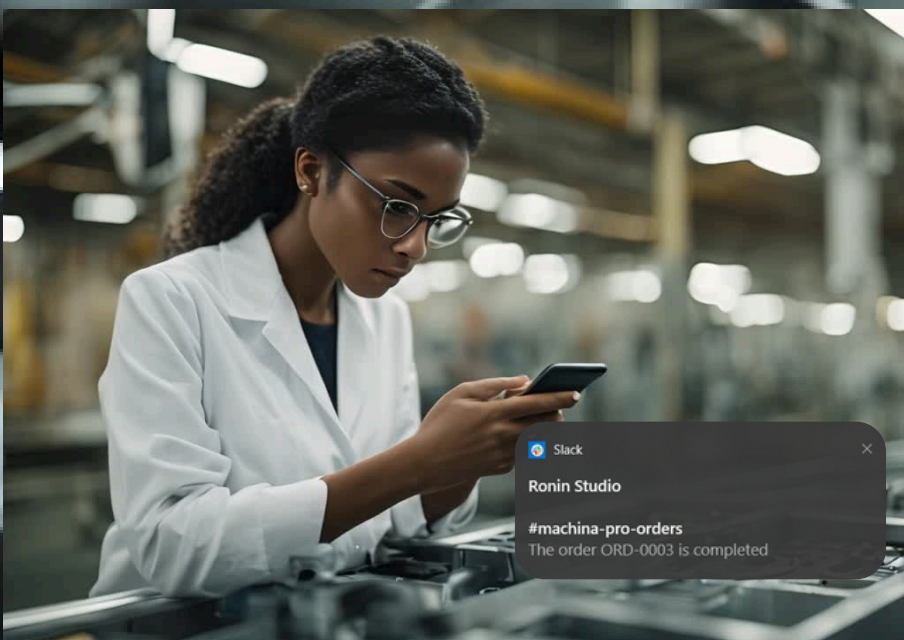 Slack
Ronin Studio
#machina-pro-orders
The order ORD-0003 is completed